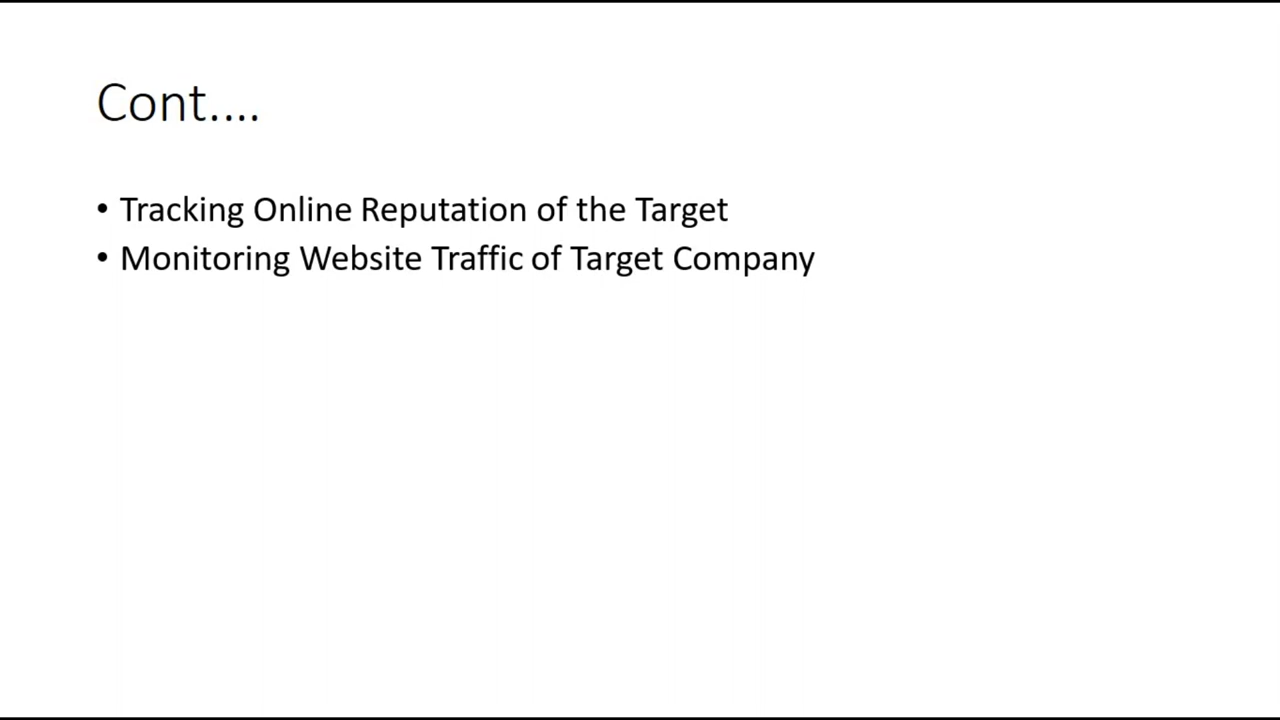 Cont....
• Tracking Online Reputation of the Target
• Monitoring Website Traffic of Target Company